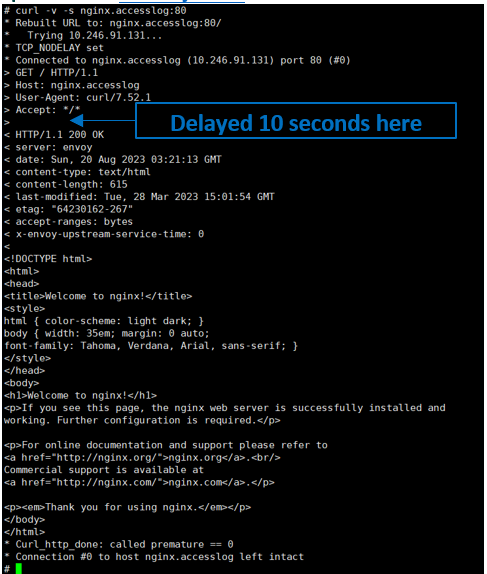 # curl -v -s nginx.accesslog:80
* Rebuilt URL to: nginx.accesslog:80/
*   Trying 10.246.91.131...
* TCP_NODELAY set
* Connected to nginx.accesslog (10.246.91.131) port 80 (#0)
> GET / HTTP/1.1
> Host: nginx.accesslog
> User-Agent: curl/7.52.1
> Accept: */*
>
Delayed 10 seconds here
< HTTP/1.1 200 OK
< server: envoy
< date: Sun, 20 Aug 2023 03:21:13 GMT
< content-type: text/html
< content-length: 615
< last-modified: Tue, 28 Mar 2023 15:01:54 GMT
< etag: "64230162-267"
< accept-ranges: bytes
< x-envoy-upstream-service-time: 0
<
<!DOCTYPE html>
<html>
<head>
<title>Welcome to nginx!</title>
<style>
html { color-scheme: light dark; }
body { width: 35em; margin: 0 auto;
font-family: Tahoma, Verdana, Arial, sans-serif; }
</style>
</head>
<body>
<h1>Welcome to nginx!</h1>
<p>If you see this page, the nginx web server is successfully installed and
working. Further configuration is required.</p>

<p>For online documentation and support please refer to
<a href="http://nginx.org/">nginx.org</a>.<br/>
Commercial support is available at
<a href="http://nginx.com/">nginx.com</a>.</p>

<p><em>Thank you for using nginx.</em></p>
</body>
</html>
* Curl_http_done: called premature == 0
* Connection #0 to host nginx.accesslog left intact
#